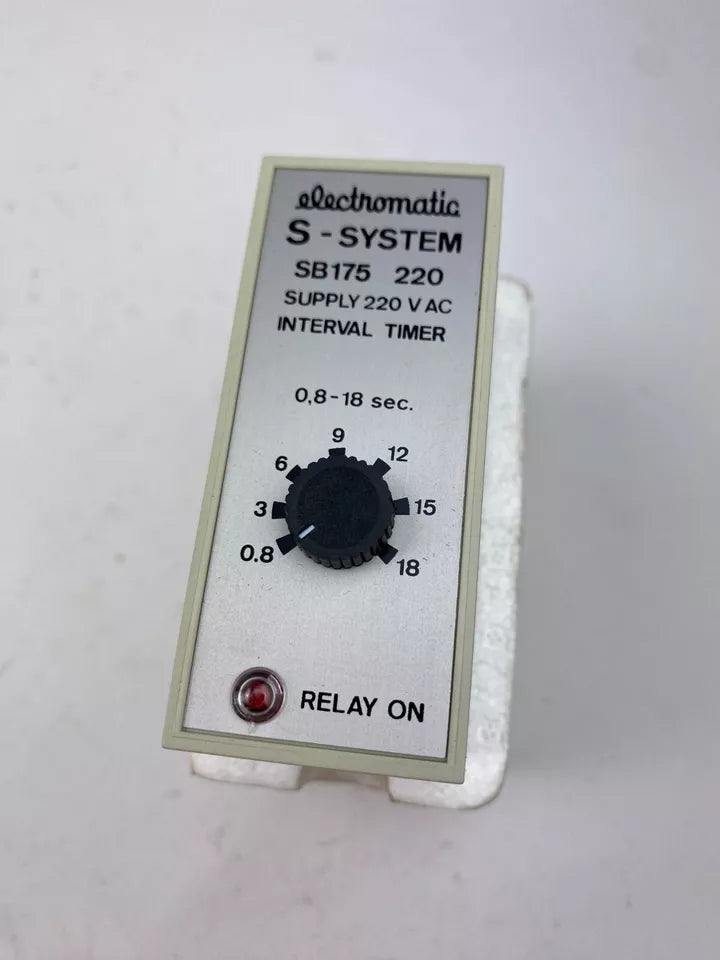 electromatic
S - SYSTEM
SB175 220
SUPPLY 220 V AC
INTERVAL TIMER
0,8 - 18 sec.
9
6 12
3 15
0.8 18
RELAY ON